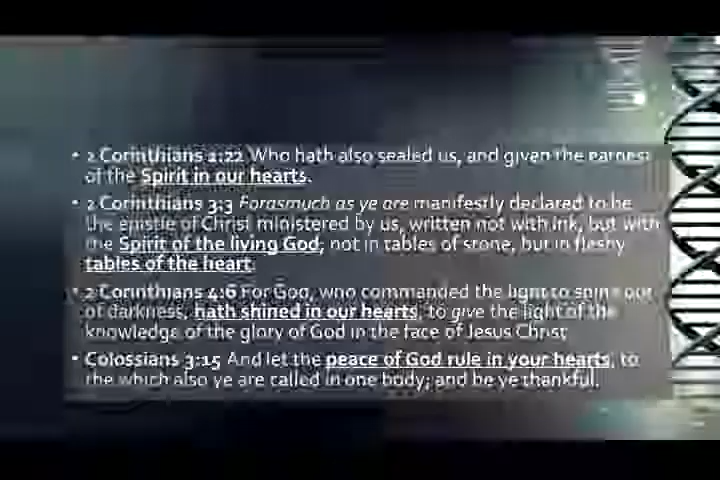 • 2 Corinthians 1:22 Who hath also sealed us, and given the earnest
of the Spirit in our hearts.
• 2 Corinthians 3:3 Forasmuch as ye are manifestly declared to be
the epistle of Christ ministered by us, written not with ink, but with
the Spirit of the living God; not in tables of stone, but in fleshy
tables of the heart.
• 2 Corinthians 4:6 For God, who commanded the light to shine out
of darkness, hath shined in our hearts, to give the light of the
knowledge of the glory of God in the face of Jesus Christ
• Colossians 3:15 And let the peace of God rule in your hearts, to
the which also ye are called in one body; and be ye thankful.